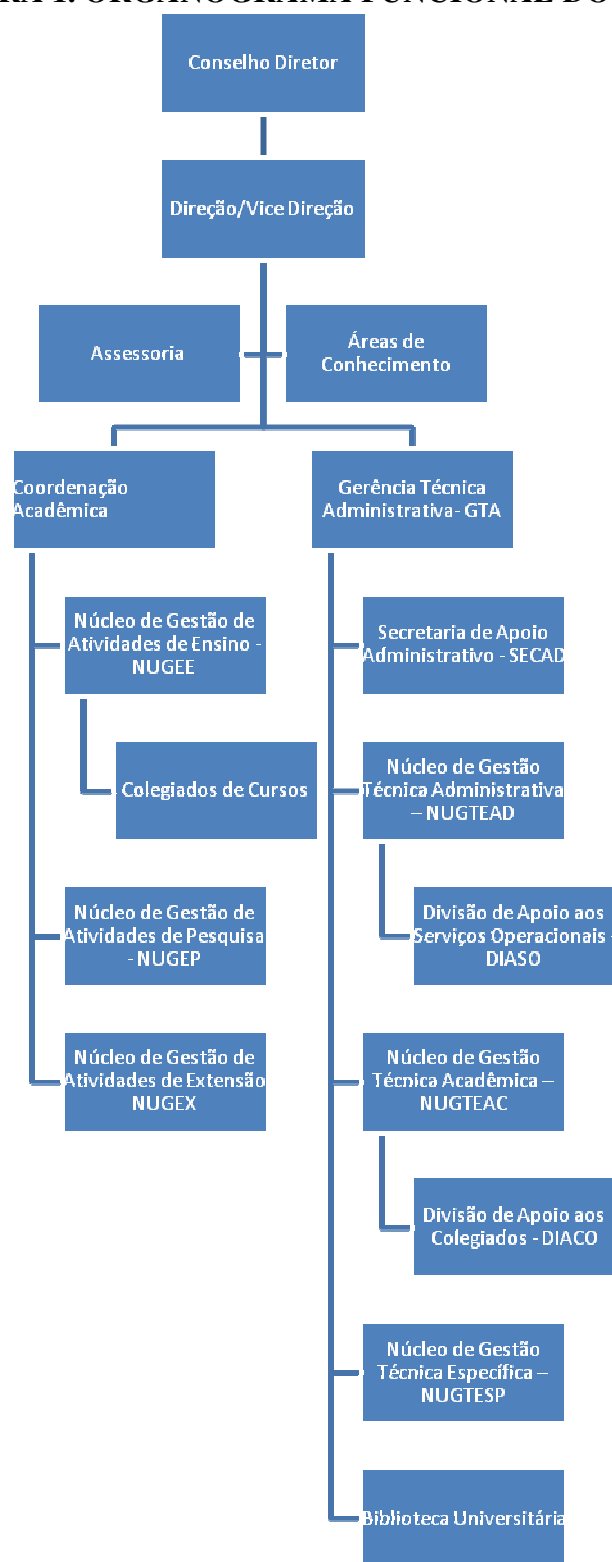 ORGANOGRAMA FUNCIONAL DO
Conselho Diretor
Direção/Vice Direção
Assessoria
Áreas de
Conhecimento
Coordenação
Acadêmica
Gerência Técnica
Administrativa- GTA
Núcleo de Gestão de
Atividades de Ensino -
NUGEE
Colegiados de Cursos
Núcleo de Gestão de
Atividades de Pesquisa
- NUGEP
Núcleo de Gestão de
Atividades de Extensão
NUGEX
Secretaria de Apoio
Administrativo - SECAD
Núcleo de Gestão
Técnica Administrativa
– NUGTEAD
Divisão de Apoio aos
Serviços Operacionais -
DIASO
Núcleo de Gestão
Técnica Acadêmica –
NUGTEAC
Divisão de Apoio aos
Colegiados - DIACO
Núcleo de Gestão
Técnica Específica –
NUGTESP
Biblioteca Universitária